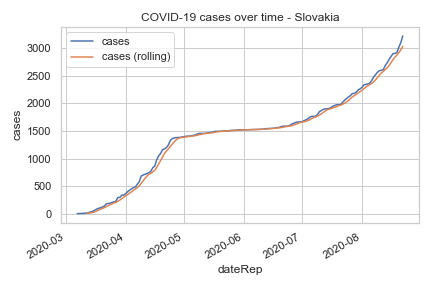 COVID-19 cases over time - Slovakia
cases
cases (rolling)
3000
2500
2000
1500
1000
500
0
cases
2020-03
2020-04
2020-05
2020-06
2020-07
2020-08
dateRep